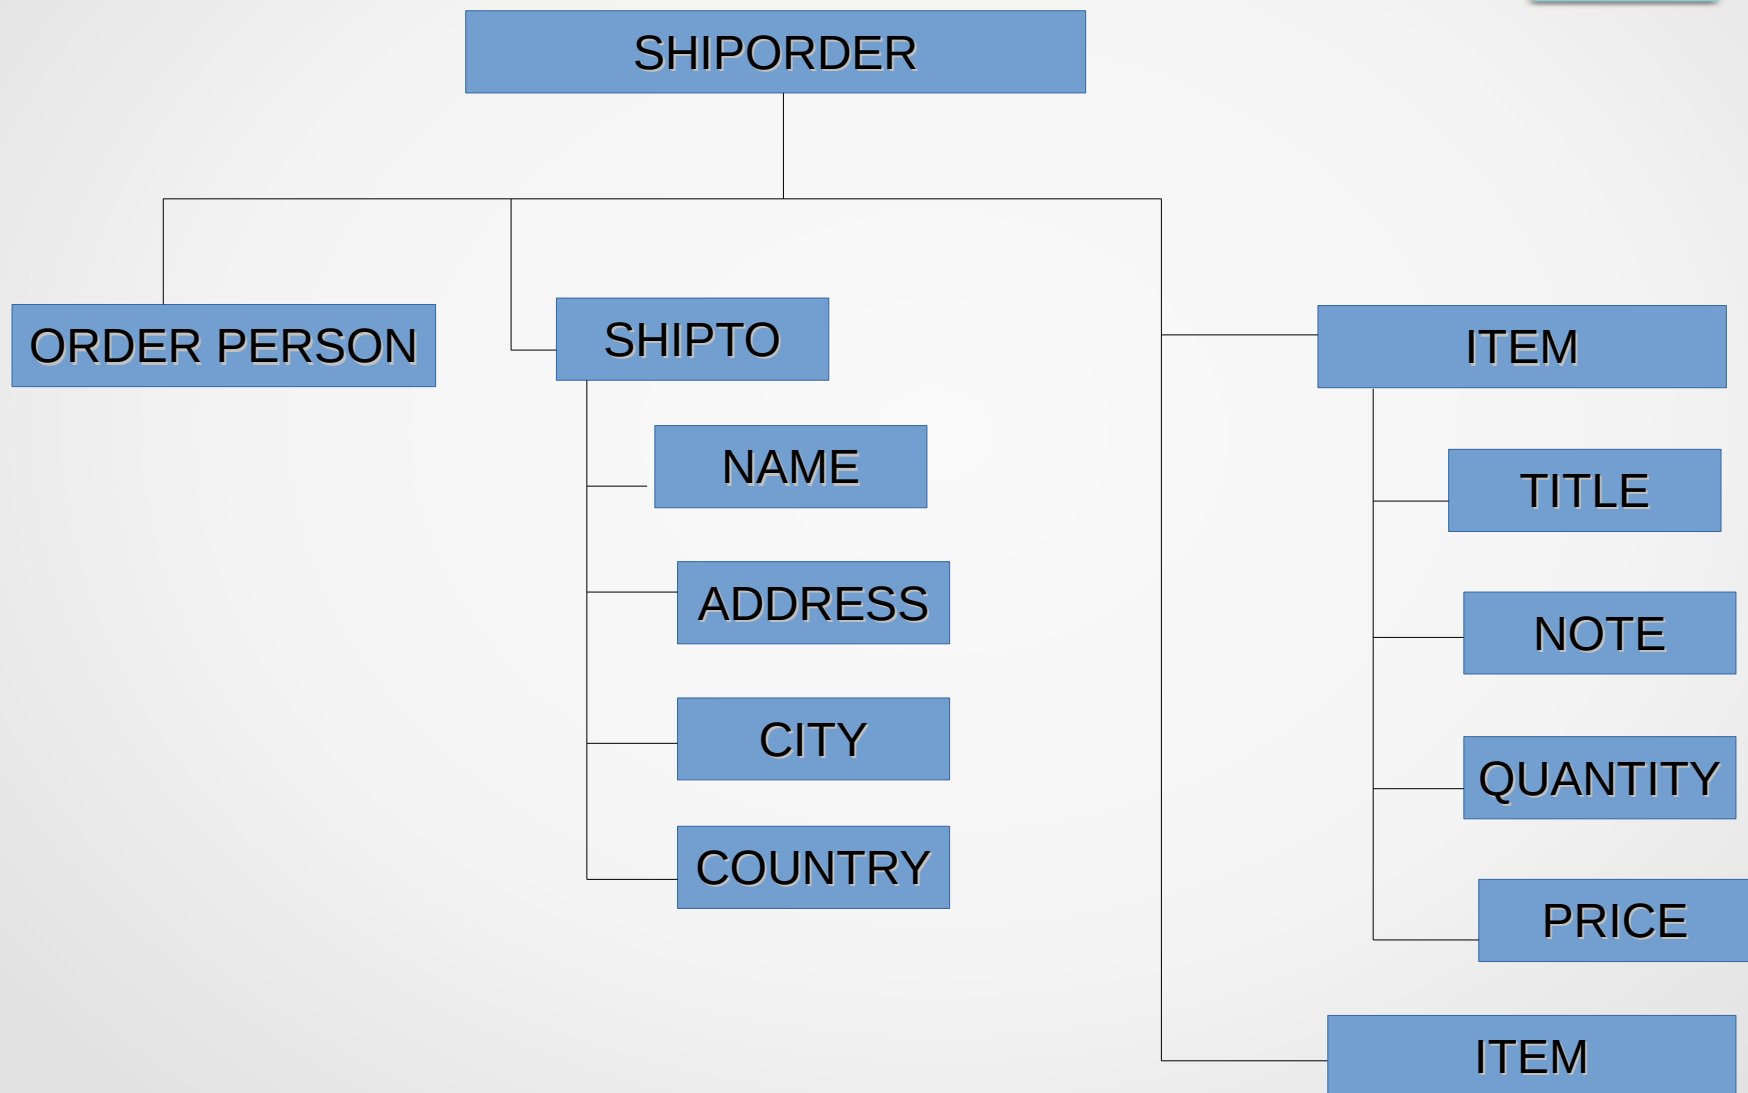 SHIPORDER
ORDER PERSON
SHIPTO
NAME
ADDRESS
CITY
COUNTRY
ITEM
TITLE
NOTE
QUANTITY
PRICE
ITEM